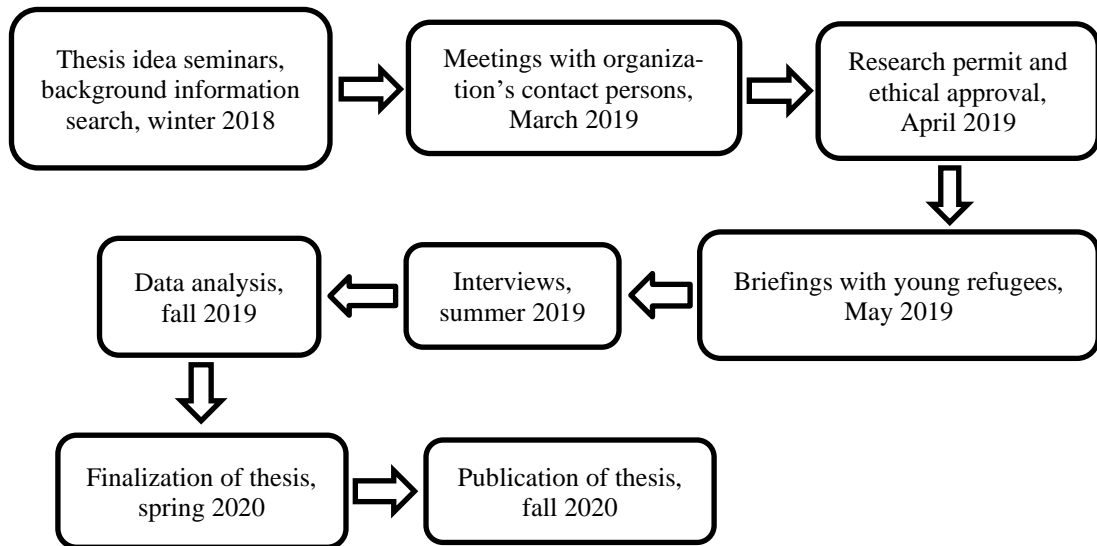 Thesis idea seminars,
background information
search, winter 2018
Meetings with organiza-
tion’s contact persons,
March 2019
Research permit and
ethical approval,
April 2019
Briefings with young refugees,
May 2019
Interviews,
summer 2019
Data analysis,
fall 2019
Finalization of thesis,
spring 2020
Publication of thesis,
fall 2020